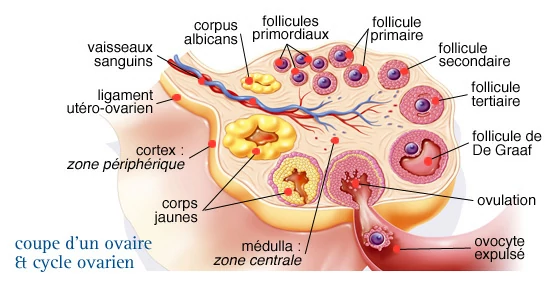 corpus
albicans
follicules
primordiaux
follicule
primaire
vaisseaux
sanguins
follicule
secondaire
ligament
utéro-ovarien
follicule
tertiaire
cortex :
zone périphérique
follicule de
De Graaf
corps
jaunes
ovulation
médulla :
zone centrale
ovocyte
expulsé
coupe d'un ovaire
& cycle ovarien